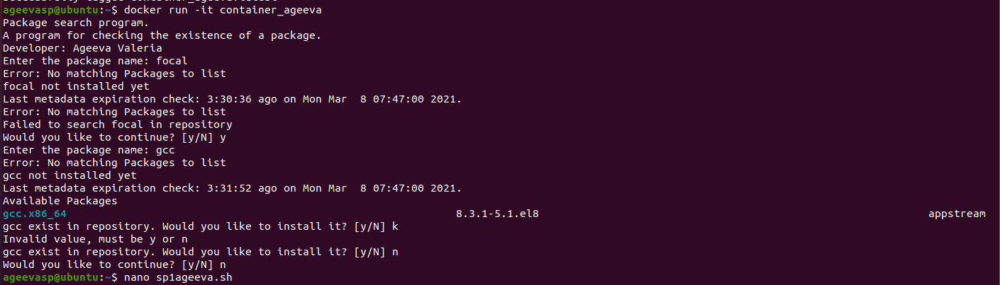 ageevasp@ubuntu:~$ docker run -it container_ageeva
Package search program.
A program for checking the existence of a package.
Developer: Ageeva Valeria
Enter the package name: focal
Error: No matching Packages to list
focal not installed yet
Last metadata expiration check: 3:30:36 ago on Mon Mar  8 07:47:00 2021.
Error: No matching Packages to list
Failed to search focal in repository
Would you like to continue? [y/N] y
Enter the package name: gcc
Error: No matching Packages to list
gcc not installed yet
Last metadata expiration check: 3:31:52 ago on Mon Mar  8 07:47:00 2021.
Available Packages
gcc.x86_64 8.3.1-5.1.el8 appstream
gcc exist in repository. Would you like to install it? [y/N] k
Invalid value, must be y or n
gcc exist in repository. Would you like to install it? [y/N] n
Would you like to continue? [y/N] n
ageevasp@ubuntu:~$ nano sp1ageeva.sh